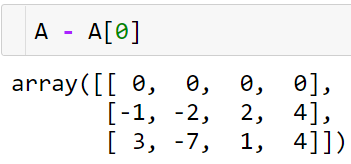 A - A[0]
array([[ 0,  0,  0,  0],
       [-1, -2,  2,  4],
       [ 3, -7,  1,  4]])